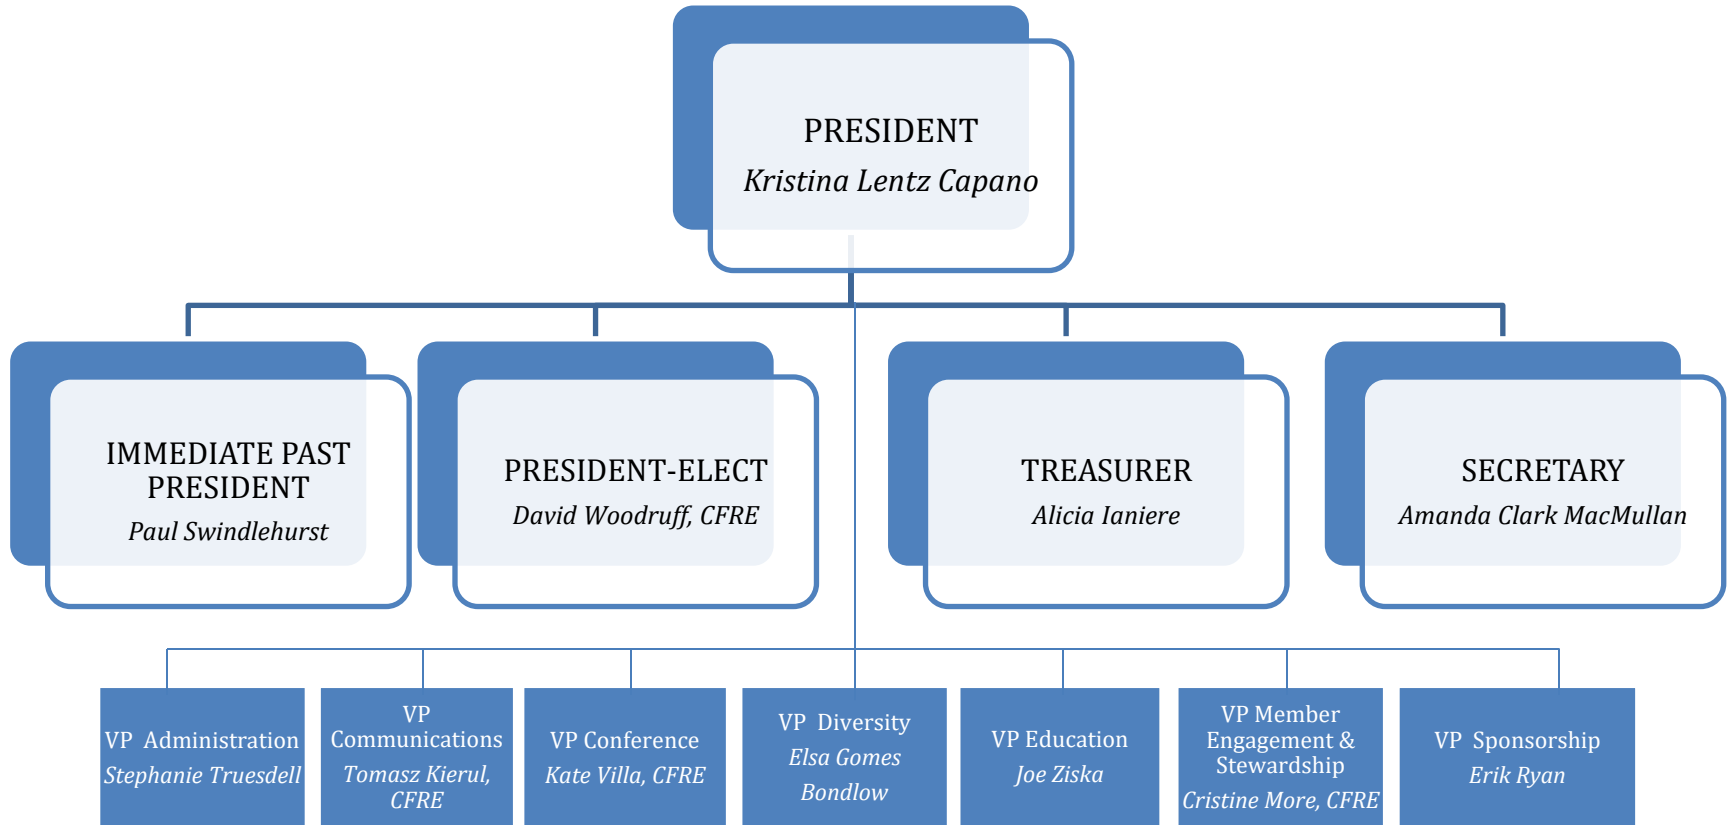 PRESIDENT
Kristina Lentz Capano
IMMEDIATE PAST
PRESIDENT
Paul Swindlehurst
PRESIDENT-ELECT
David Woodruff, CFRE
TREASURER
Alicia Ianiere
SECRETARY
Amanda Clark MacMullan
VP Administration
Stephanie Truesdell
VP
Communications
Tomasz Kierul,
CFRE
VP Conference
Kate Villa, CFRE
VP Diversity
Elsa Gomes
Bondlow
VP Education
Joe Ziska
VP Member
Engagement &
Stewardship
Cristine More, CFRE
VP Sponsorship
Erik Ryan